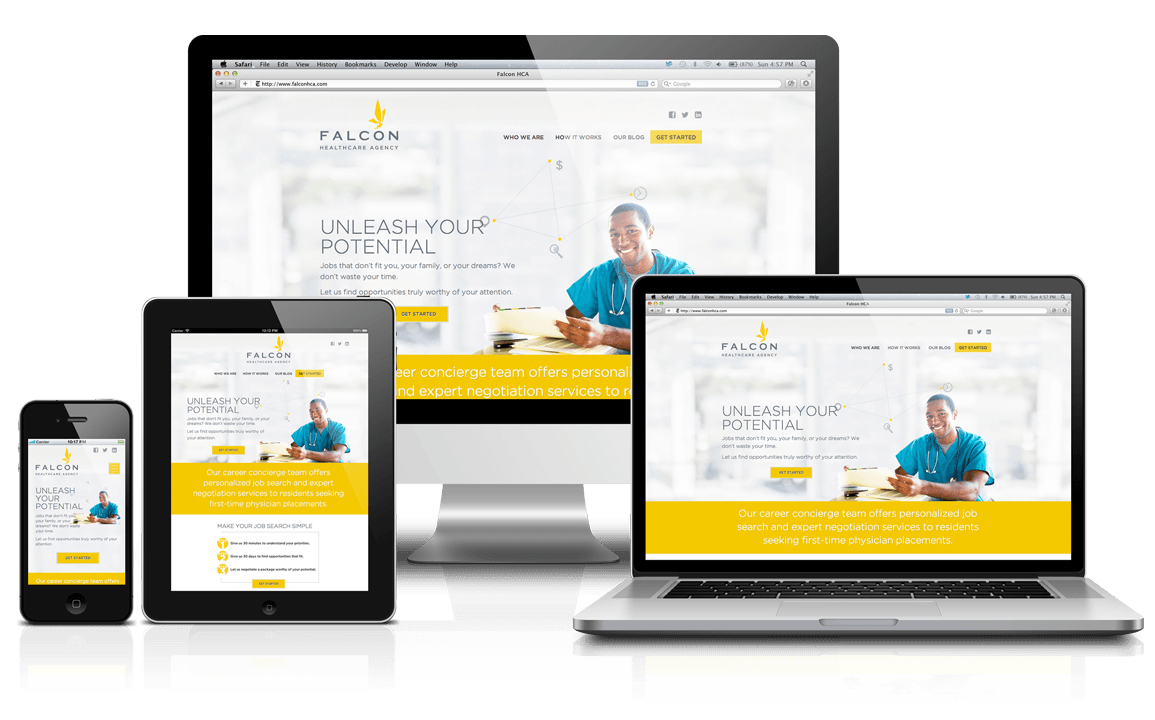 Safari File Edit View History Bookmarks Develop Window Help
(87%) Sun 4:57 PM
Falcon HCA
http://www.falconhca.com
Google
FALCON
HEALTHCARE AGENCY
WHO WE ARE HOW IT WORKS OUR BLOG GET STARTED
$
UNLEASH YOUR
POTENTIAL
Jobs that don't fit you, your family, or your dreams? We
don't waste your time.
Let us find opportunities truly worthy of your attention.
GET STARTED
eer concierge team offers personaliz
and expert negotiation services to re
Safari File Edit View History Bookmarks Develop Window Help
(87%) Sun 4:57 PM
Falcon HCA
http://www.falconhca.com
Google
FALCON
HEALTHCARE AGENCY
WHO WE ARE HOW IT WORKS OUR BLOG GET STARTED
$
UNLEASH YOUR
POTENTIAL
Jobs that don't fit you, your family, or your dreams? We
don't waste your time.
Let us find opportunities truly worthy of your attention.
GET STARTED
Our career concierge team offers personalized job
search and expert negotiation services to residents
seeking first-time physician placements.
Carrier 10:12 PM
FALCON
HEALTHCARE AGENCY
WHO WE ARE HOW IT WORKS OUR BLOG GET STARTED
$
UNLEASH YOUR
POTENTIAL
Jobs that don't fit you, your family, or your
dreams? We don't waste your time.
Let us find opportunities truly worthy of
your attention.
GET STARTED
Our career concierge team offers
personalized job search and expert
negotiation services to residents seeking
first-time physician placements.
MAKE YOUR JOB SEARCH SIMPLE
1 Give us 30 minutes to understand your priorities.
2 Give us 30 days to find opportunities that fit.
3 Let us negotiate a package worthy of your potential.
GET STARTED
Carrier 10:17 PM
FALCON
HEALTHCARE AGENCY
UNLEASH
YOUR
POTENTIAL
Jobs that don't fit you,
your family, or your
dreams? We don't waste
your time.
Let us find opportunities truly worthy of your
attention.
GET STARTED
Our career concierge team offers